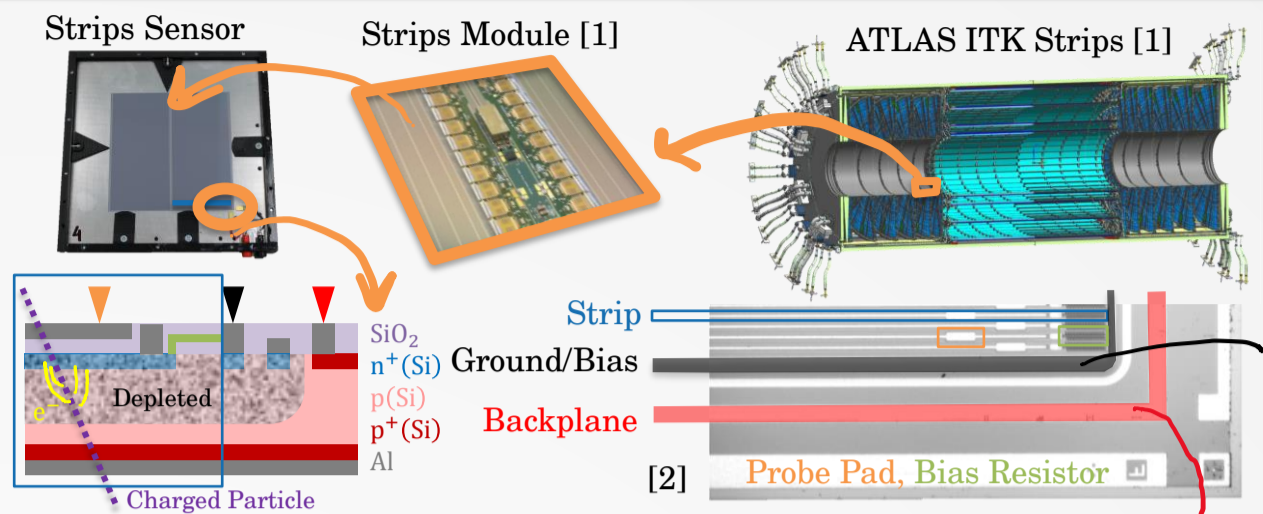 Strips Sensor
Strips Module [1]
ATLAS ITK Strips [1]
4
SiO₂
n⁺(Si)
p(Si)
p⁺(Si)
Al
Depleted
e⁻
Charged Particle
Strip
Ground/Bias
Backplane
[2]
Probe Pad, Bias Resistor
E